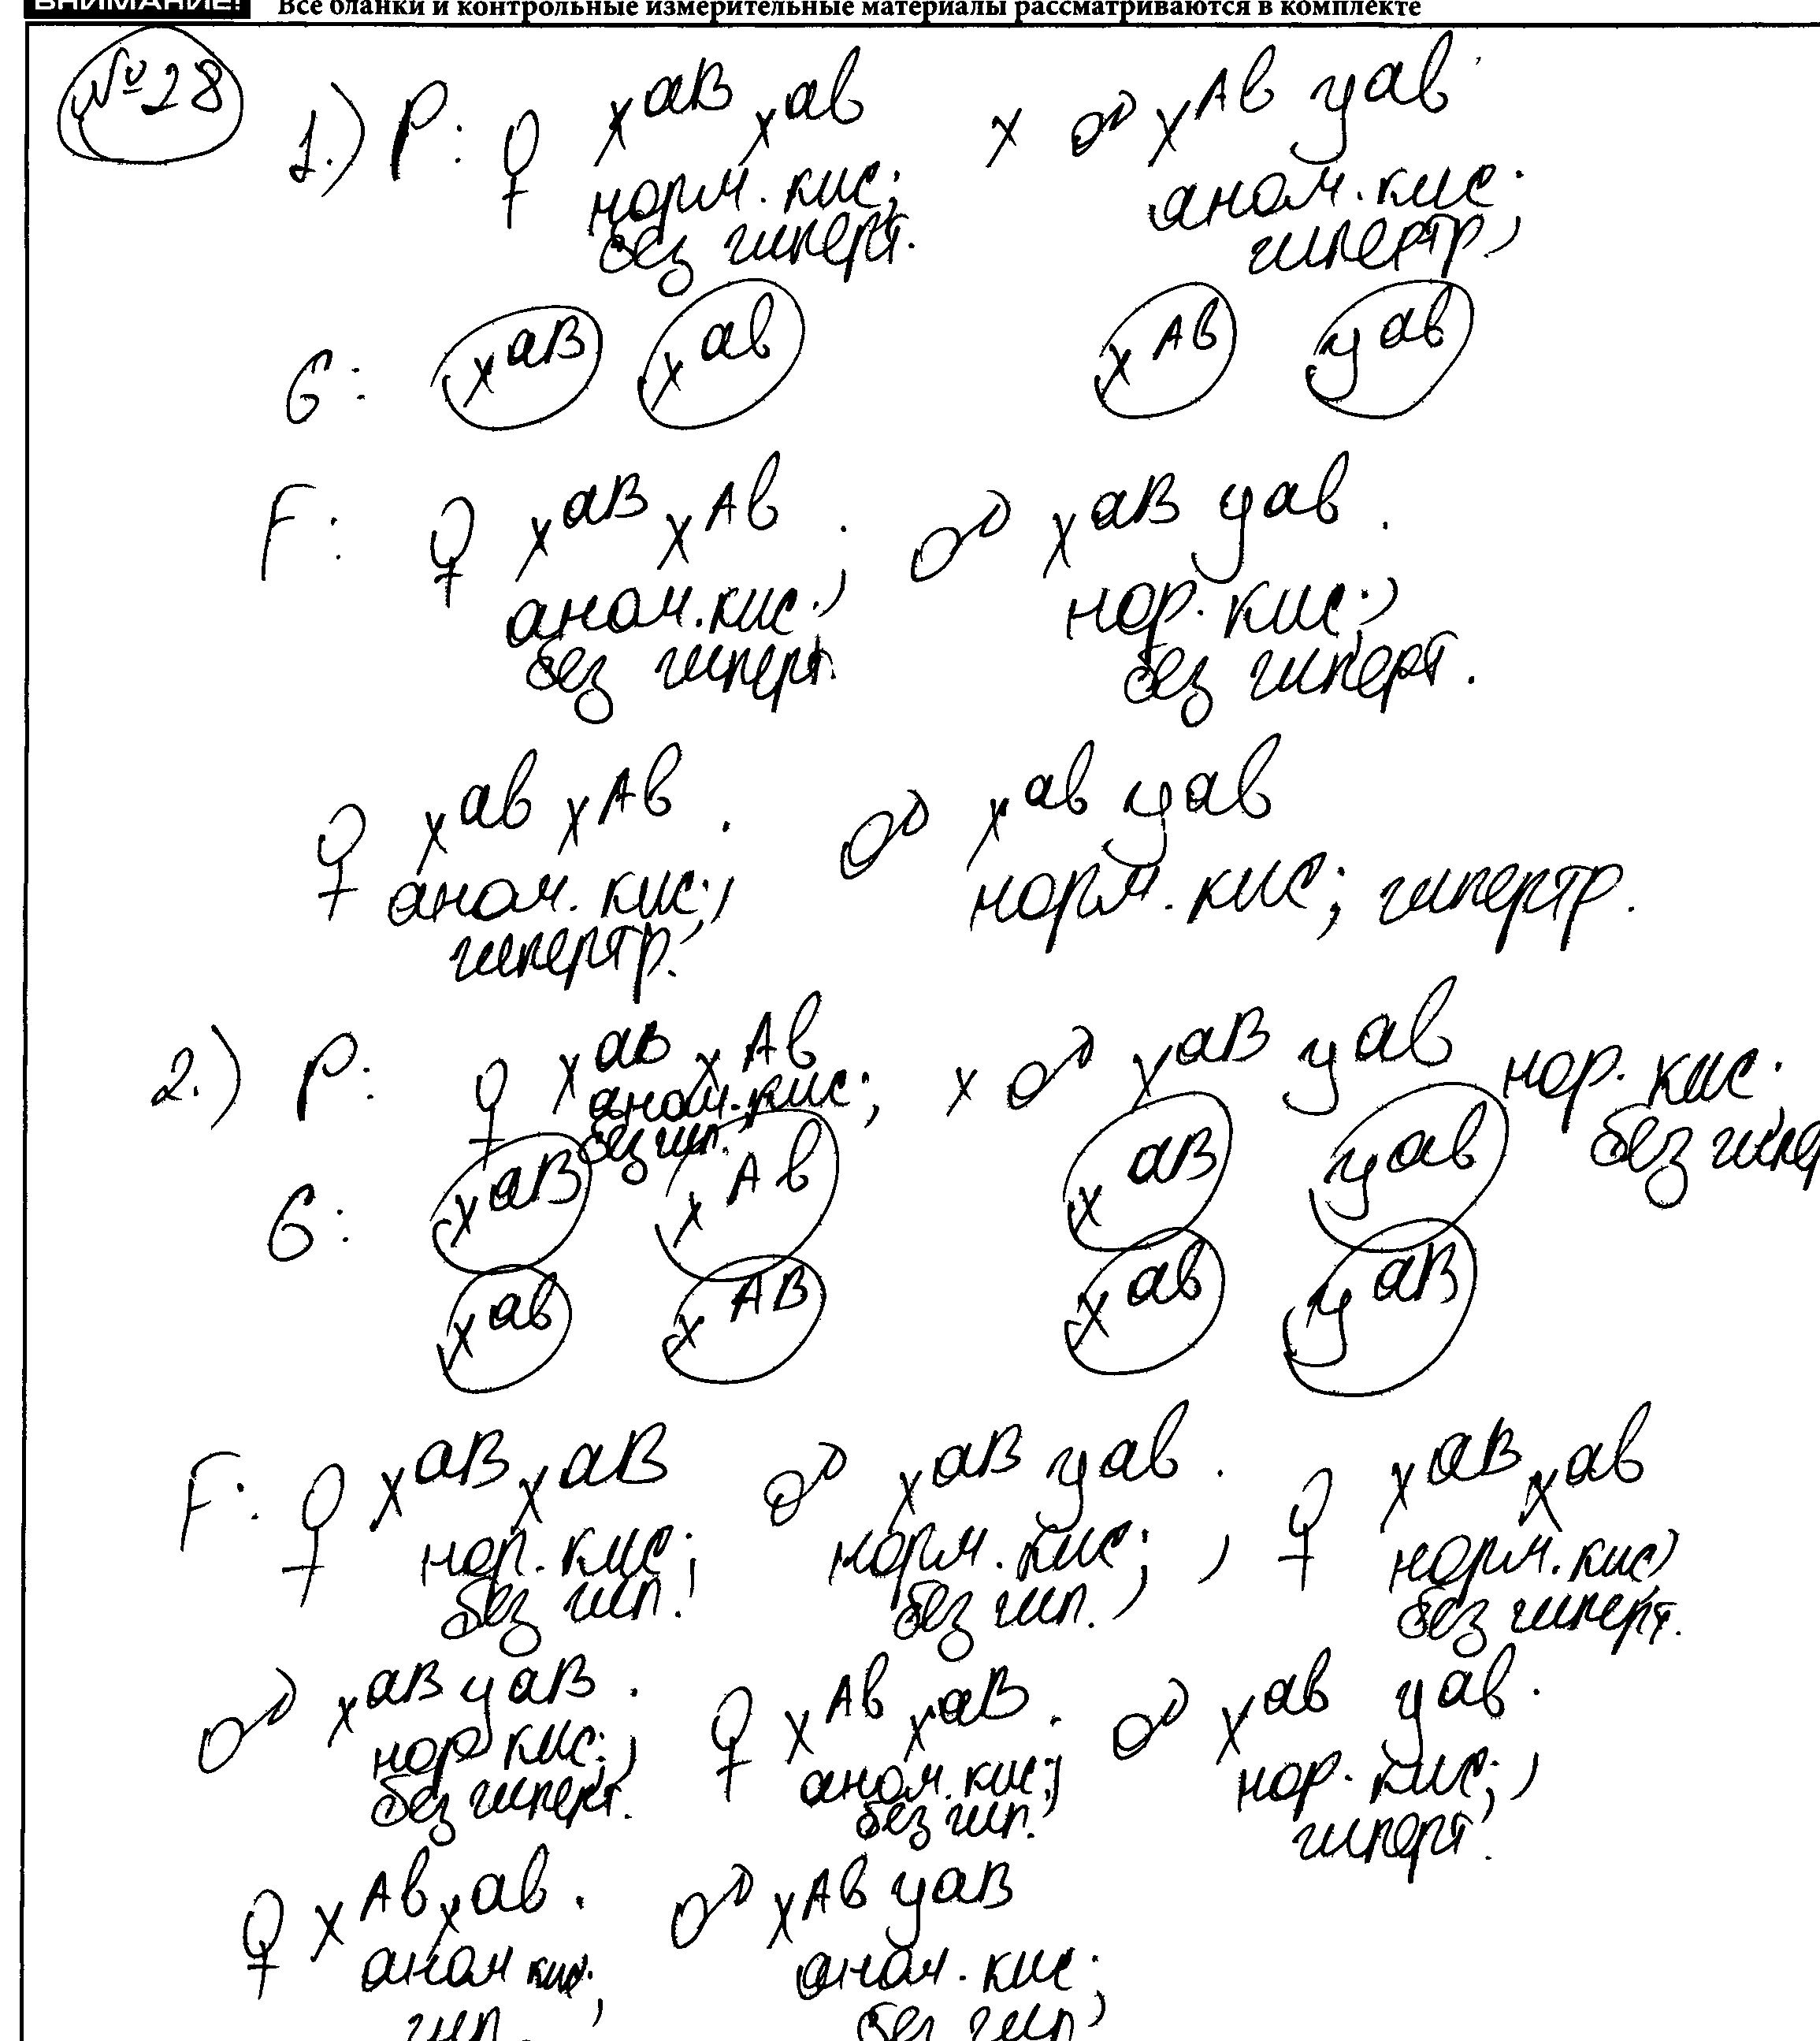 ВНИМАНИЕ! Все бланки и контрольные измерительные материалы рассматриваются в комплекте
№28
1.) P: ♀ X^aB X^ab x ♂ X^Ab Y^ab
норм. кис; аном. кис;
без гиперт. гипертр,
G: X^aB X^ab X^Ab Y^ab
F: ♀ X^aB X^Ab; ♂ X^aB Y^ab.
аном. кис.; нор. кис;
без гиперт. без гиперт.
♀ X^ab X^Ab. ♂ X^ab Y^ab
аном. кис; норм. кис; гипертр.
гипертр.
2.) P: ♀ X^aB X^Ab x ♂ X^aB Y^ab нор. кис.
аном. кис; без гипер
без гип.
G: X^aB X^Ab X^aB Y^ab
X^ab X^AB X^ab Y^aB
F: ♀ X^aB X^aB ♂ X^aB Y^ab. ♀ X^aB X^ab
нор. кис; норм. кис; , норм. кис;
без гип. без гип. , без гиперт.
♂ X^aB Y^aB. ♀ X^Ab X^aB. ♂ X^ab Y^ab.
нор кис; аном. кис; нор. кис;
без гиперт. без гип. гиперт.
♀ X^Ab X^ab. ♂ X^Ab Y^aB
аном кис; аном. кис;
гип. без гип